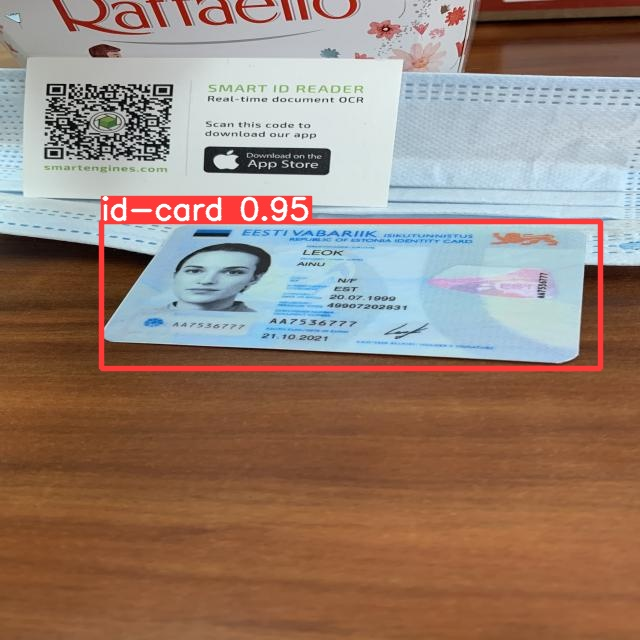 Raffaello
SMART ID READER
Real-time document OCR
Scan this code to
download our app
Download on the
App Store
smartengines.com
id-card 0.95
EESTI VABARIIK ISIKUTUNNISTUS
REPUBLIC OF ESTONIA IDENTITY CARD
LEOK
AINU
N/F
EST
20.07.1999
49907202831
AA7536777
AA7536777
AA7536777
21.10.2021